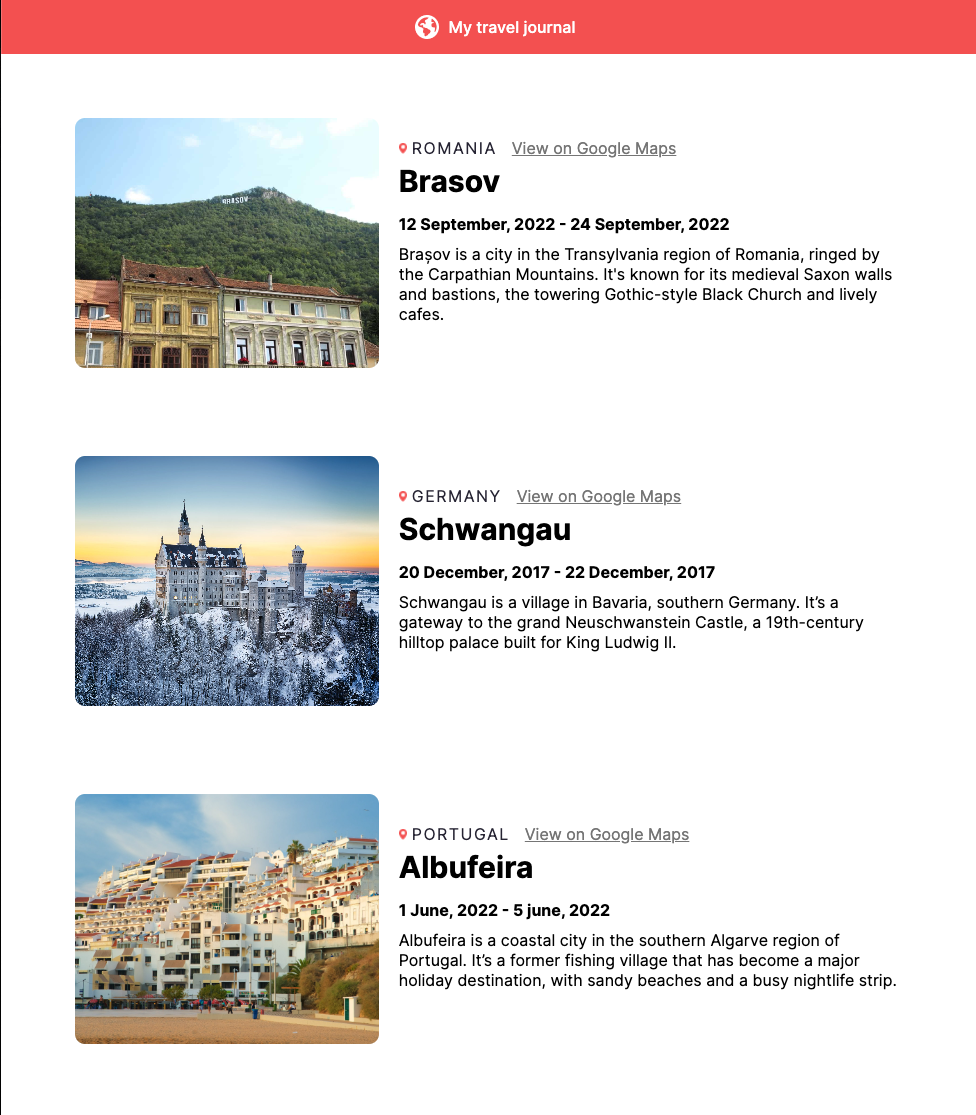 My travel journal
BRASOV
ROMANIA View on Google Maps
Brasov
12 September, 2022 - 24 September, 2022
Brașov is a city in the Transylvania region of Romania, ringed by
the Carpathian Mountains. It's known for its medieval Saxon walls
and bastions, the towering Gothic-style Black Church and lively
cafes.
GERMANY View on Google Maps
Schwangau
20 December, 2017 - 22 December, 2017
Schwangau is a village in Bavaria, southern Germany. It’s a
gateway to the grand Neuschwanstein Castle, a 19th-century
hilltop palace built for King Ludwig II.
PORTUGAL View on Google Maps
Albufeira
1 June, 2022 - 5 june, 2022
Albufeira is a coastal city in the southern Algarve region of
Portugal. It’s a former fishing village that has become a major
holiday destination, with sandy beaches and a busy nightlife strip.